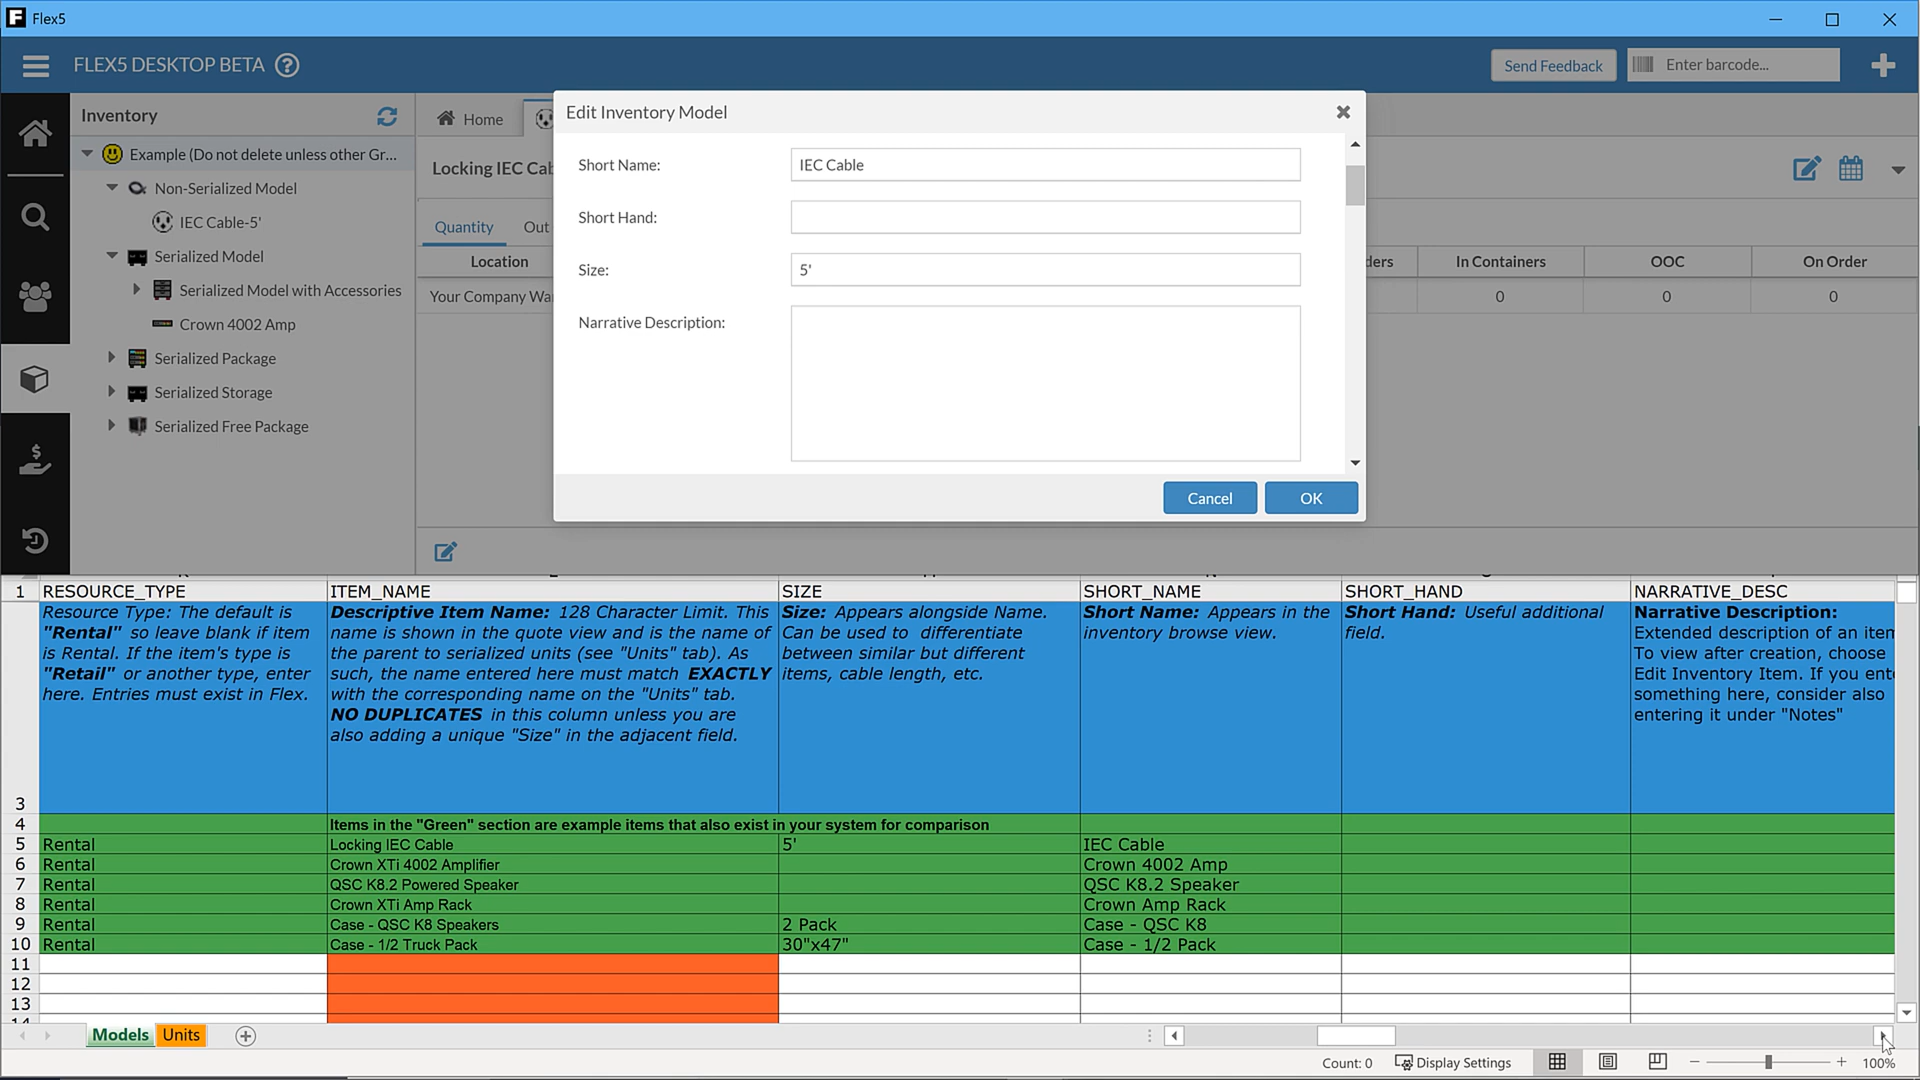 Flex5
FLEX5 DESKTOP BETA ?
Send Feedback
Enter barcode...
Inventory
Example (Do not delete unless other Gr...
Non-Serialized Model
IEC Cable-5'
Serialized Model
Serialized Model with Accessories
Crown 4002 Amp
Serialized Package
Serialized Storage
Serialized Free Package
Home
Locking IEC Cab
Quantity Out
Location ders In Containers OOC On Order
Your Company Wa 0 0 0
Edit Inventory Model
Short Name: IEC Cable
Short Hand:
Size: 5'
Narrative Description:
Cancel OK
1 RESOURCE_TYPE ITEM_NAME SIZE SHORT_NAME SHORT_HAND NARRATIVE_DESC
Resource Type: The default is
"Rental" so leave blank if item
is Rental. If the item's type is
"Retail" or another type, enter
here. Entries must exist in Flex.
Descriptive Item Name: 128 Character Limit. This
name is shown in the quote view and is the name of
the parent to serialized units (see "Units" tab). As
such, the name entered here must match EXACTLY
with the corresponding name on the "Units" tab.
NO DUPLICATES in this column unless you are
also adding a unique "Size" in the adjacent field.
Size: Appears alongside Name.
Can be used to differentiate
between similar but different
items, cable length, etc.
Short Name: Appears in the
inventory browse view.
Short Hand: Useful additional
field.
Narrative Description:
Extended description of an item
To view after creation, choose
Edit Inventory Item. If you ente
something here, consider also
entering it under "Notes"
3
4 Items in the "Green" section are example items that also exist in your system for comparison
5 Rental Locking IEC Cable 5' IEC Cable
6 Rental Crown XTi 4002 Amplifier Crown 4002 Amp
7 Rental QSC K8.2 Powered Speaker QSC K8.2 Speaker
8 Rental Crown XTi Amp Rack Crown Amp Rack
9 Rental Case - QSC K8 Speakers 2 Pack Case - QSC K8
10 Rental Case - 1/2 Truck Pack 30"x47" Case - 1/2 Pack
11
12
13
Models Units
Count: 0 Display Settings 100%